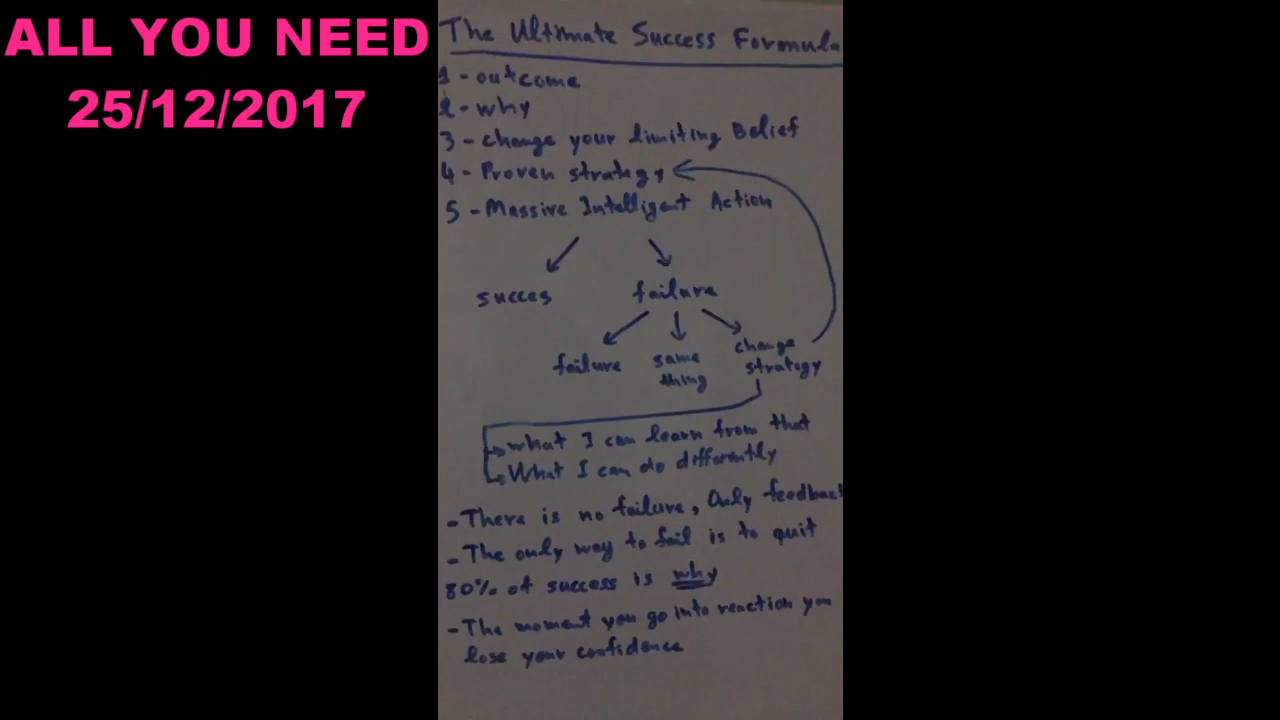 ALL YOU NEED
25/12/2017
The Ultimate Success Formula
1 - outcome
2 - why
3 - change your limiting Belief
4 - Proven strategy
5 - Massive Intelligent Action
succes failure
failure same thing change strategy
what I can learn from that
What I can do differently
- There is no failure, Only feedback
- The only way to fail is to quit
80% of success is why
- The moment you go into reaction you
lose your confidence